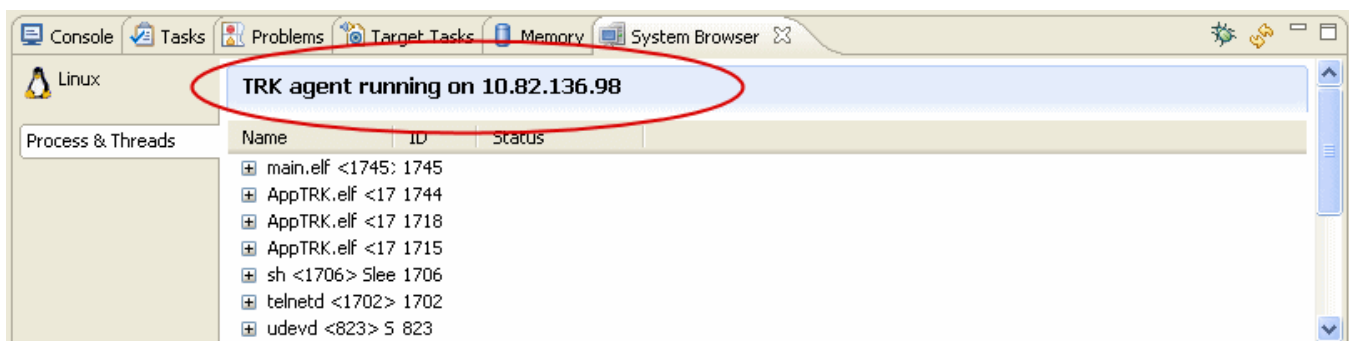 Console Tasks Problems Target Tasks Memory System Browser
Linux
TRK agent running on 10.82.136.98
Process & Threads
Name ID Status
main.elf <1745> 1745
AppTRK.elf <17 1744
AppTRK.elf <17 1718
AppTRK.elf <17 1715
sh <1706> Slee 1706
telnetd <1702> 1702
udevd <823> S 823